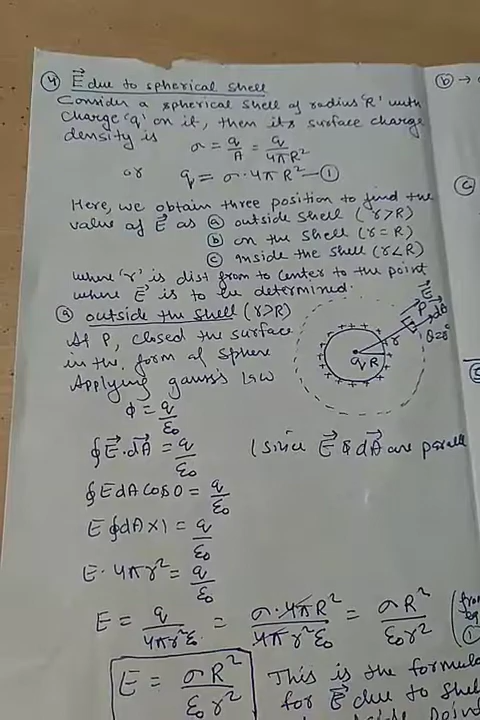 ④ E⃗ due to spherical shell
Consider a spherical shell of radius 'R' with
charge 'q' on it, then its surface charge
density is
σ = q/A = q/4πR²
or q = σ·4πR² —①
Here, we obtain three position to find the
value of E⃗ as ⓐ outside shell (r>R)
ⓑ on the shell (r=R)
ⓒ inside the shell (r<R)
where 'r' is dist from to center to the point
where E⃗ is to be determined.
ⓐ outside the shell (r>R)
At P, closed the surface
in the form of sphere
Applying gauss's law
ϕ = q/ε₀
∮E⃗·dA⃗ = q/ε₀ (since E⃗ & dA⃗ are parallel
∮EdA cos0 = q/ε₀
E∮dA×1 = q/ε₀
E·4πr² = q/ε₀
E = q/4πr²ε₀ = σ·4πR²/4πr²ε₀ = σR²/ε₀r² (from
①
E = σR²/ε₀r² This is the formula
for E⃗ due to shell
E⃗
P dA⃗
θ=0°
r
q R
ⓑ →
ⓒ